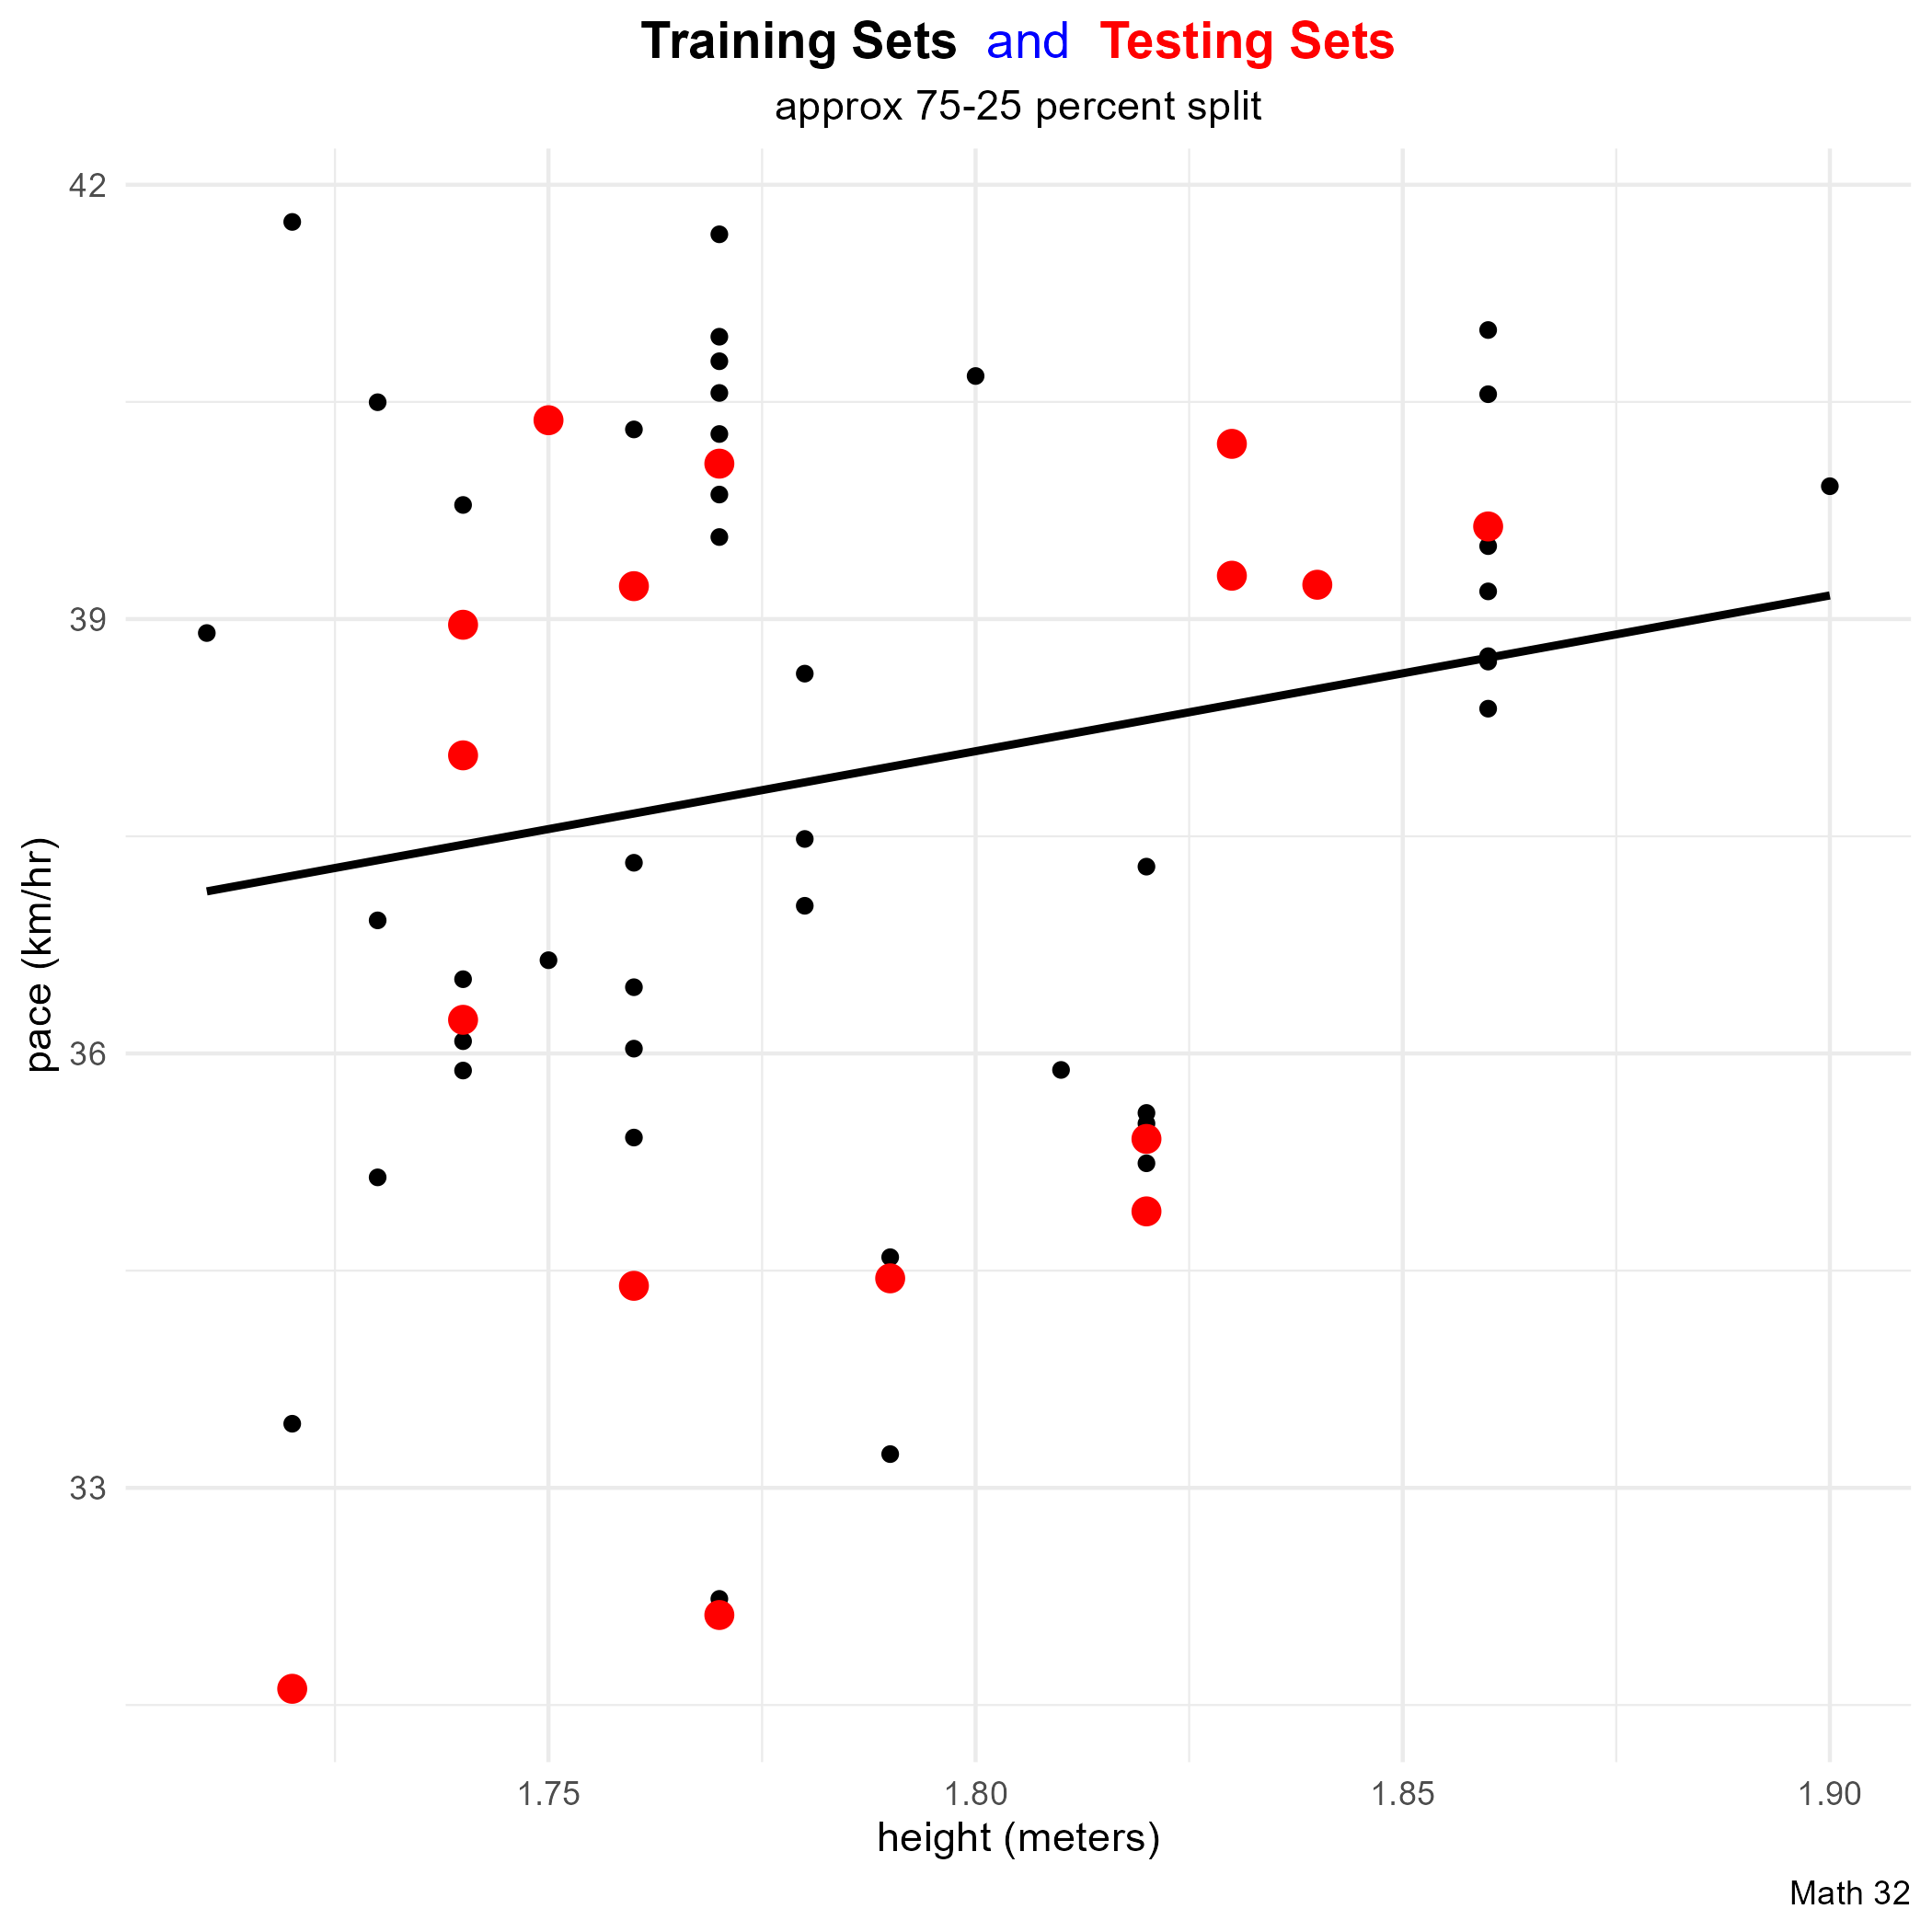 Training Sets and Testing Sets
approx 75-25 percent split
42
39
36
33
pace (km/hr)
1.75 1.80 1.85 1.90
height (meters)
Math 32